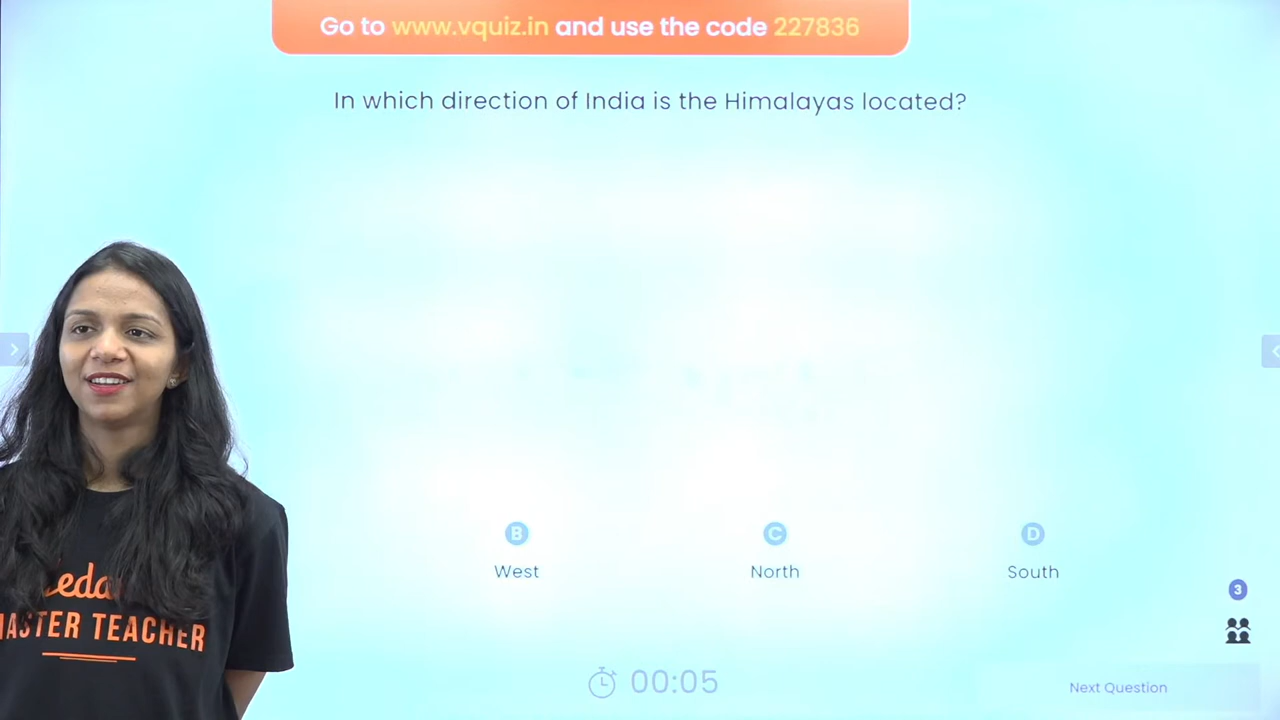 Go to www.vquiz.in and use the code 227836
In which direction of India is the Himalayas located?
B
C
D
West
North
South
3
MASTER TEACHER
00:05
Next Question